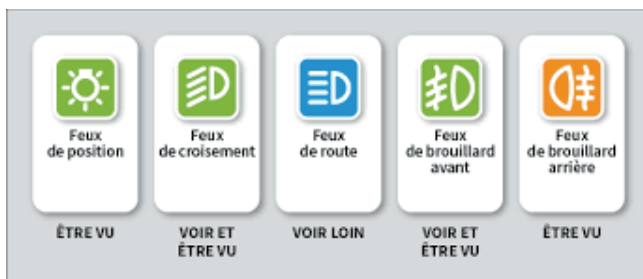 Feux
de position
Feux
de croisement
Feux
de route
Feux
de brouillard
avant
Feux
de brouillard
arrière
ÊTRE VU
VOIR ET
ÊTRE VU
VOIR LOIN
VOIR ET
ÊTRE VU
ÊTRE VU